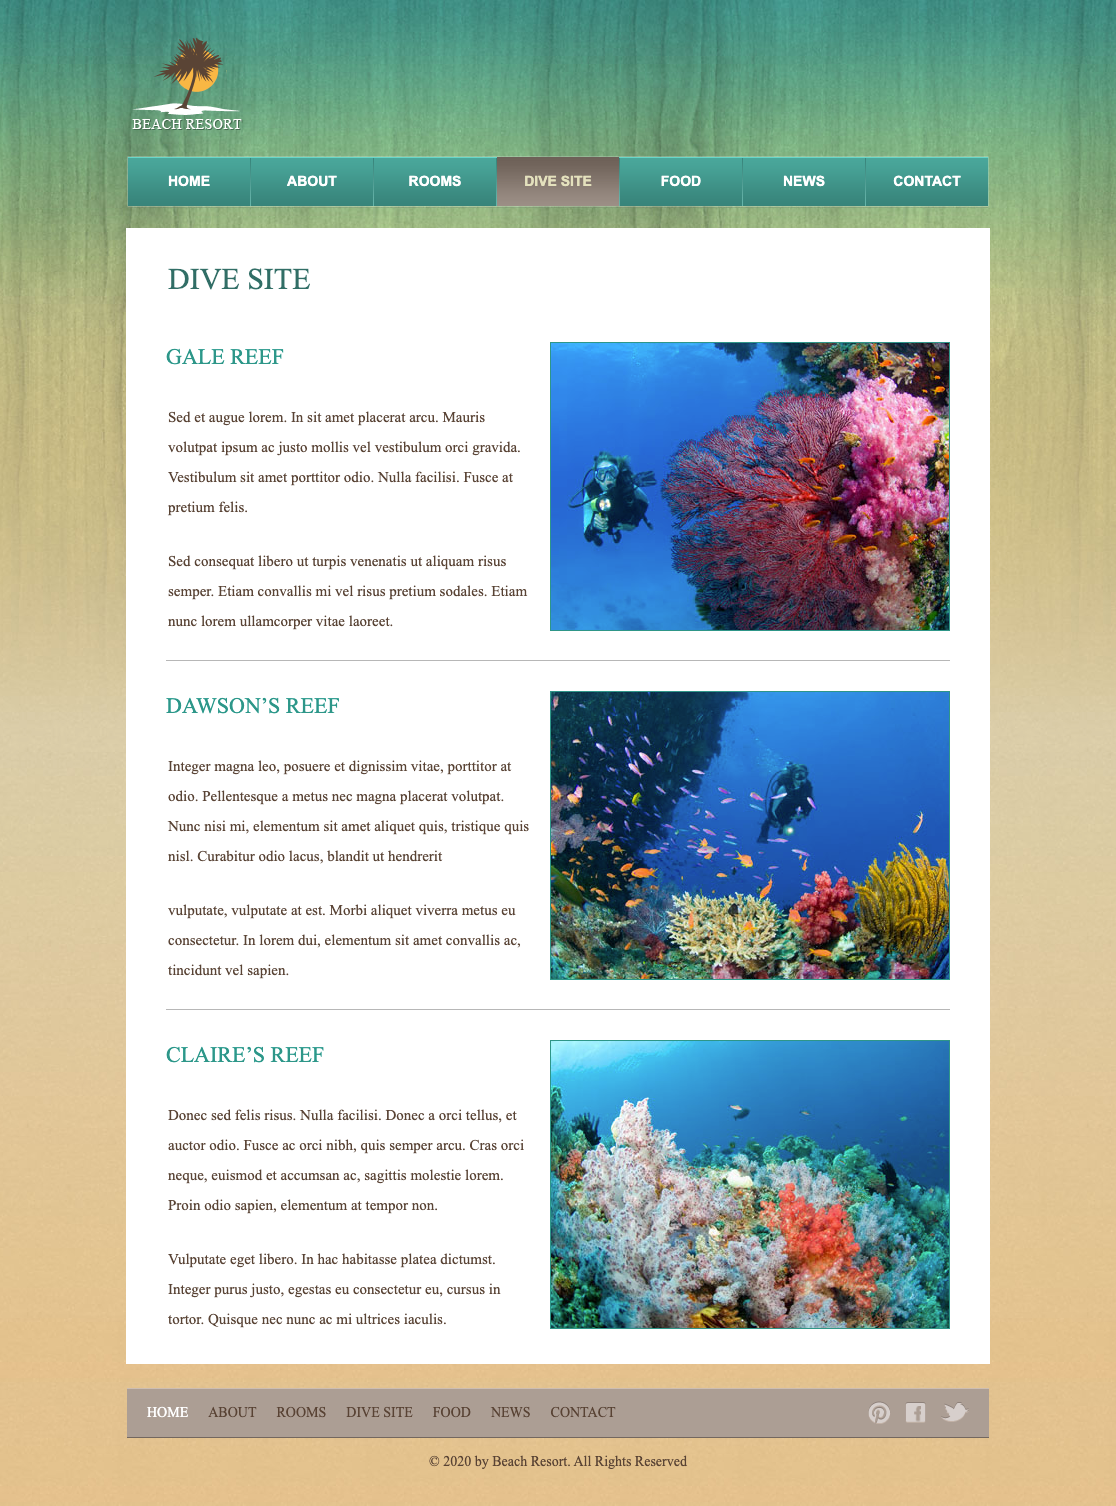 BEACH RESORT
HOME ABOUT ROOMS DIVE SITE FOOD NEWS CONTACT
DIVE SITE
GALE REEF
Sed et augue lorem. In sit amet placerat arcu. Mauris
volutpat ipsum ac justo mollis vel vestibulum orci gravida.
Vestibulum sit amet porttitor odio. Nulla facilisi. Fusce at
pretium felis.
Sed consequat libero ut turpis venenatis ut aliquam risus
semper. Etiam convallis mi vel risus pretium sodales. Etiam
nunc lorem ullamcorper vitae laoreet.
DAWSON’S REEF
Integer magna leo, posuere et dignissim vitae, porttitor at
odio. Pellentesque a metus nec magna placerat volutpat.
Nunc nisi mi, elementum sit amet aliquet quis, tristique quis
nisl. Curabitur odio lacus, blandit ut hendrerit
vulputate, vulputate at est. Morbi aliquet viverra metus eu
consectetur. In lorem dui, elementum sit amet convallis ac,
tincidunt vel sapien.
CLAIRE’S REEF
Donec sed felis risus. Nulla facilisi. Donec a orci tellus, et
auctor odio. Fusce ac orci nibh, quis semper arcu. Cras orci
neque, euismod et accumsan ac, sagittis molestie lorem.
Proin odio sapien, elementum at tempor non.
Vulputate eget libero. In hac habitasse platea dictumst.
Integer purus justo, egestas eu consectetur eu, cursus in
tortor. Quisque nec nunc ac mi ultrices iaculis.
HOME ABOUT ROOMS DIVE SITE FOOD NEWS CONTACT
© 2020 by Beach Resort. All Rights Reserved